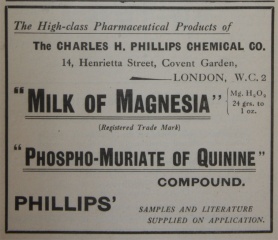 The High-class Pharmaceutical Products of
The CHARLES H. PHILLIPS CHEMICAL CO.
14, Henrietta Street, Covent Garden,
LONDON, W.C. 2
"MILK OF MAGNESIA" { Mg. H₂O₂ 24 grs. to 1 oz.
(Registered Trade Mark)
"PHOSPHO-MURIATE OF QUININE"
COMPOUND.
PHILLIPS'
SAMPLES AND LITERATURE
SUPPLIED ON APPLICATION.